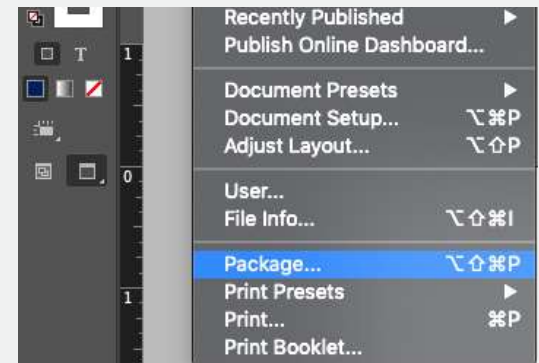 Recently Published ▶
Publish Online Dashboard...
Document Presets ▶
Document Setup... ⌥⌘P
Adjust Layout... ⌥⇧P
User...
File Info... ⌥⇧⌘I
Package... ⌥⇧⌘P
Print Presets ▶
Print... ⌘P
Print Booklet...
T
1
0
1